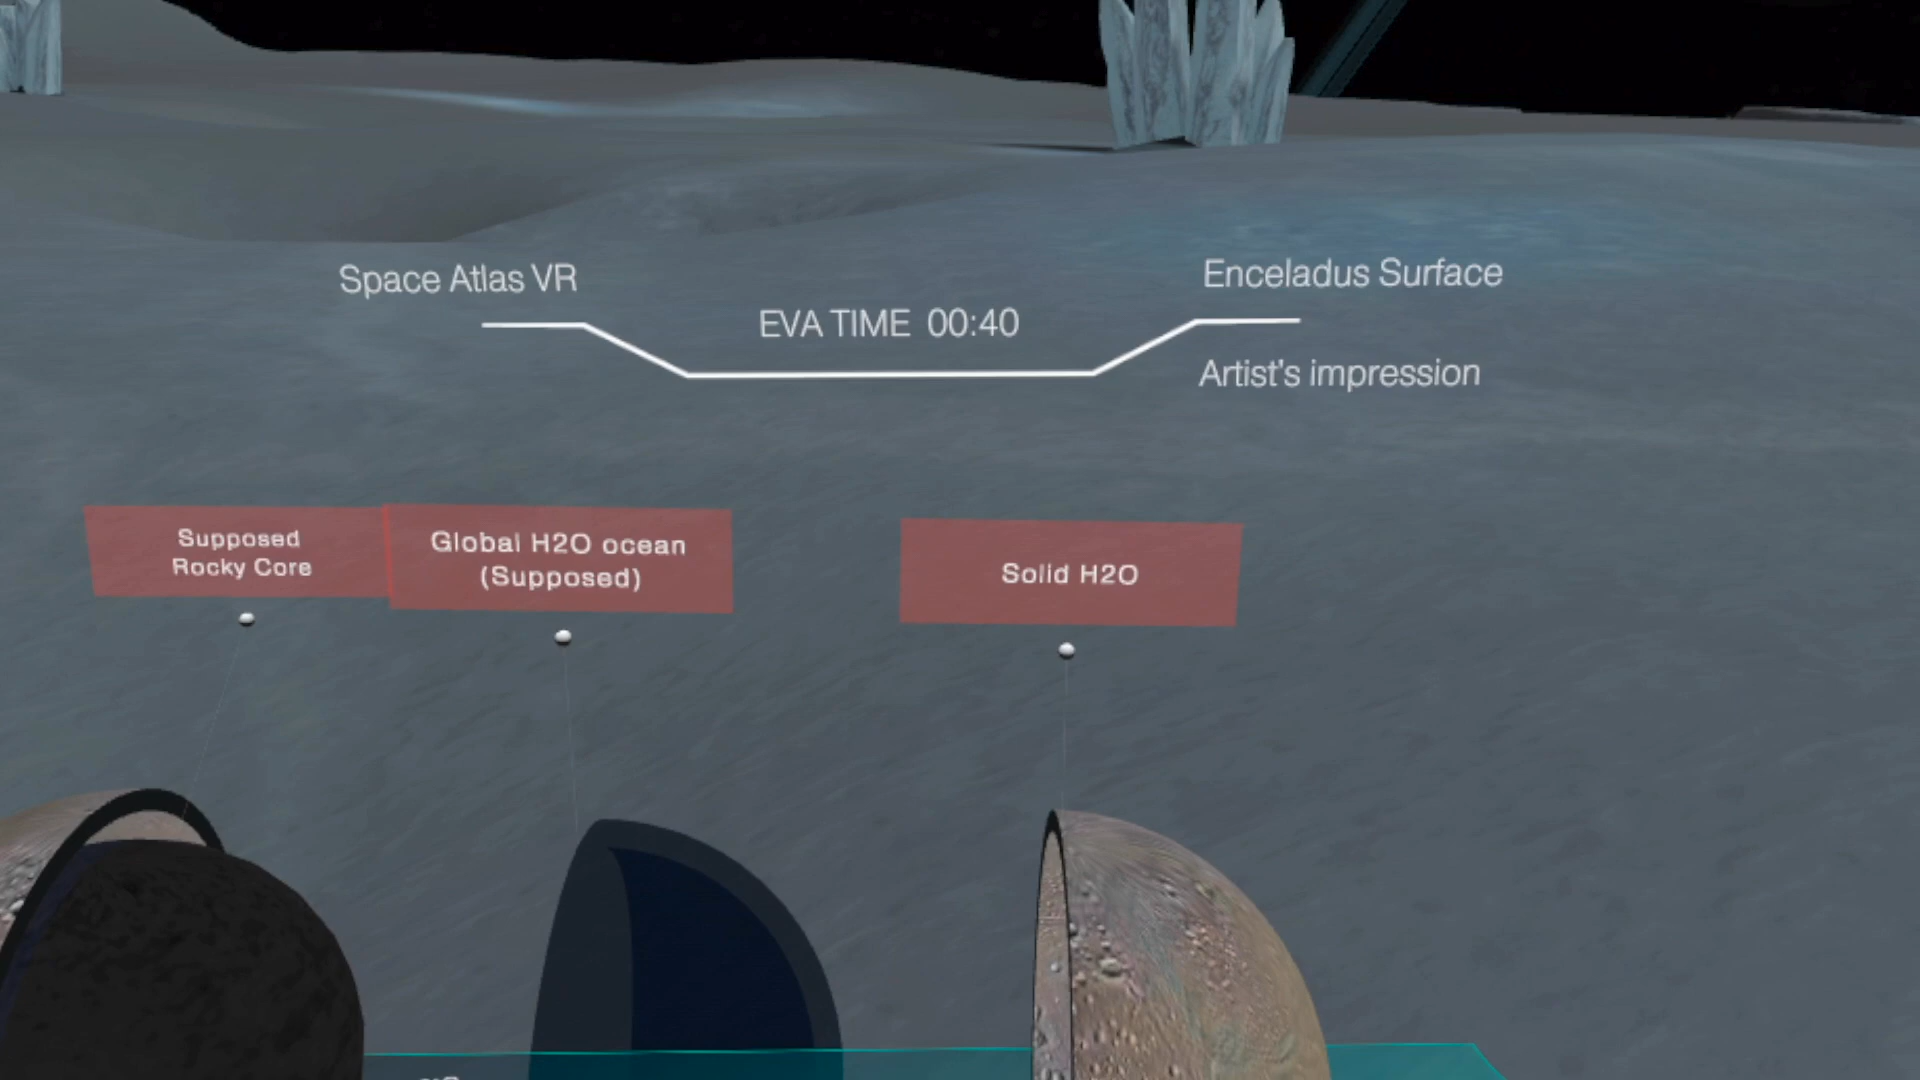 Space Atlas VR
EVA TIME 00:40
Enceladus Surface
Artist's impression
Supposed
Rocky Core
Global H2O ocean
(Supposed)
Solid H2O